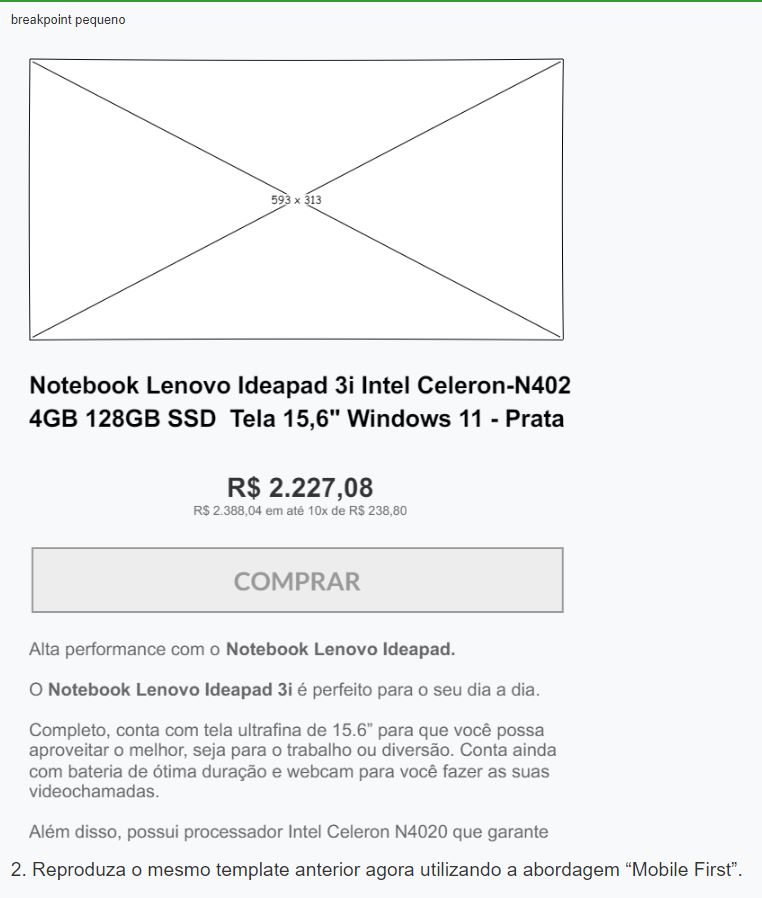 breakpoint pequeno
593 x 313
Notebook Lenovo Ideapad 3i Intel Celeron-N402
4GB 128GB SSD  Tela 15,6" Windows 11 - Prata
R$ 2.227,08
R$ 2.388,04 em até 10x de R$ 238,80
COMPRAR
Alta performance com o Notebook Lenovo Ideapad.
O Notebook Lenovo Ideapad 3i é perfeito para o seu dia a dia.
Completo, conta com tela ultrafina de 15.6” para que você possa
aproveitar o melhor, seja para o trabalho ou diversão. Conta ainda
com bateria de ótima duração e webcam para você fazer as suas
videochamadas.
Além disso, possui processador Intel Celeron N4020 que garante
2. Reproduza o mesmo template anterior agora utilizando a abordagem “Mobile First”.